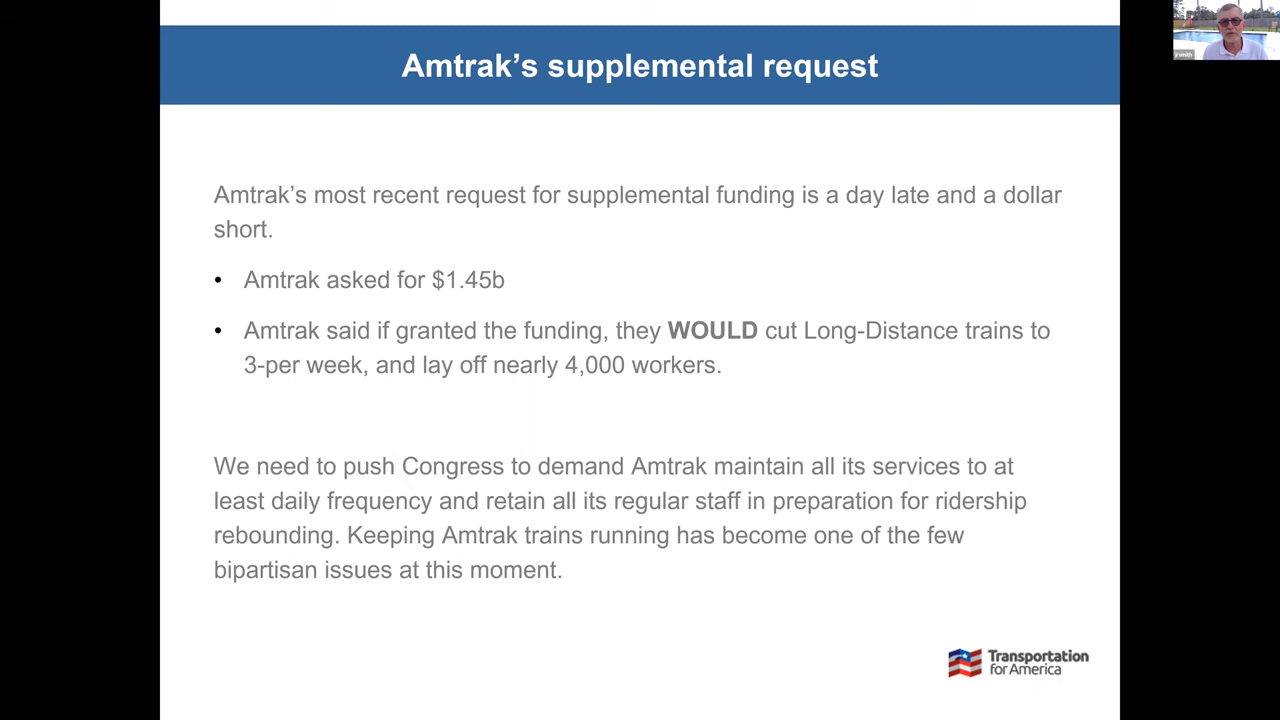 Amtrak’s supplemental request
Amtrak’s most recent request for supplemental funding is a day late and a dollar
short.
• Amtrak asked for $1.45b
• Amtrak said if granted the funding, they WOULD cut Long-Distance trains to
3-per week, and lay off nearly 4,000 workers.
We need to push Congress to demand Amtrak maintain all its services to at
least daily frequency and retain all its regular staff in preparation for ridership
rebounding. Keeping Amtrak trains running has become one of the few
bipartisan issues at this moment.
Transportation
for America